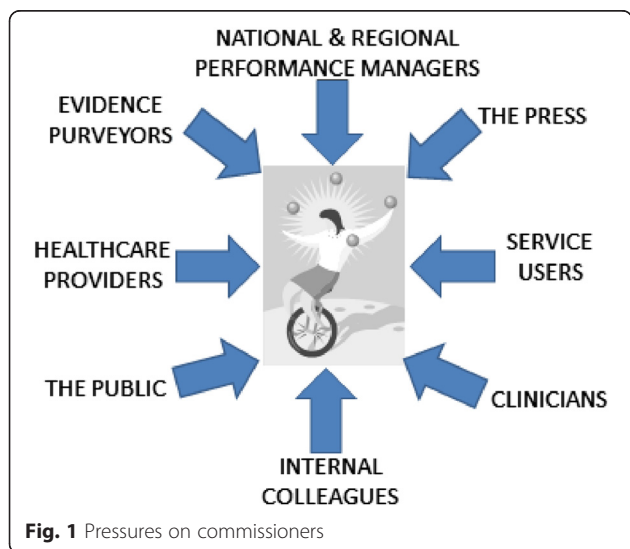 NATIONAL & REGIONAL
PERFORMANCE MANAGERS
EVIDENCE
PURVEYORS
THE PRESS
HEALTHCARE
PROVIDERS
SERVICE
USERS
THE PUBLIC
CLINICIANS
INTERNAL
COLLEAGUES
Fig. 1 Pressures on commissioners